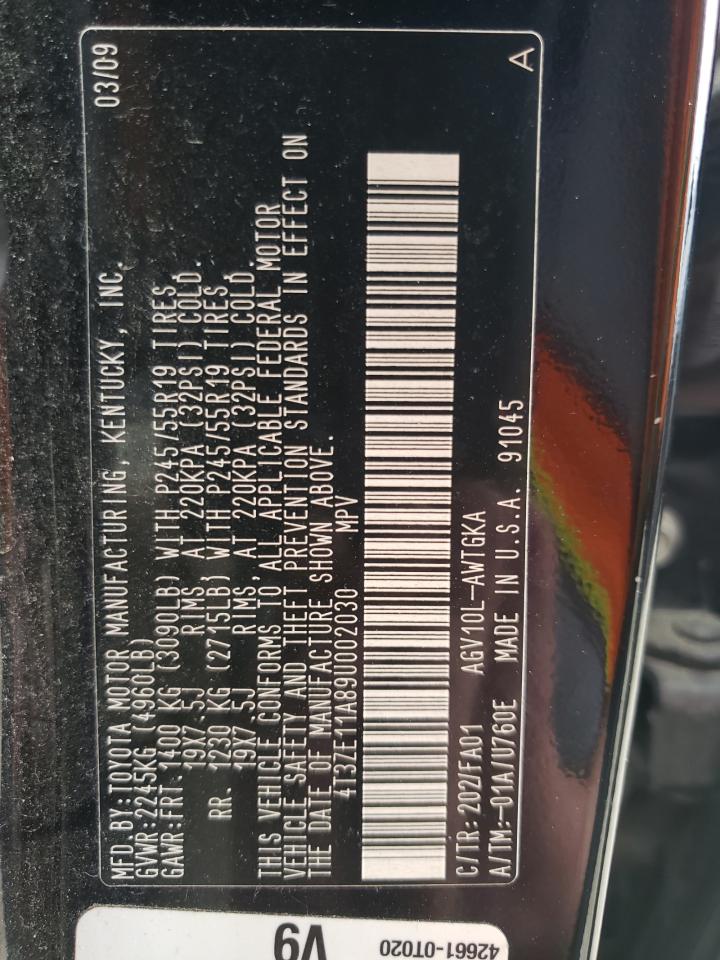 MFD. BY: TOYOTA MOTOR MANUFACTURING, KENTUCKY, INC. 03/09
GVWR: 2245KG (4960LB)
GAWR: FRT 1400 KG (3090LB) WITH P245/55R19 TIRES,
19X7.5J RIMS, AT 220KPA (32PSI) COLD.
RR. 1230 KG (2715LB) WITH P245/55R19 TIRES,
19X7.5J RIMS, AT 220KPA (32PSI) COLD.
THIS VEHICLE CONFORMS TO ALL APPLICABLE FEDERAL MOTOR
VEHICLE SAFETY AND THEFT PREVENTION STANDARDS IN EFFECT ON
THE DATE OF MANUFACTURE SHOWN ABOVE.
4T3ZE11A89U002030 MPV
C/TR: 202/FA01 AGY10L-AWTGKA
A/TM: -01A/U760E MADE IN U.S.A. 91045 A
V9
42661-0T020